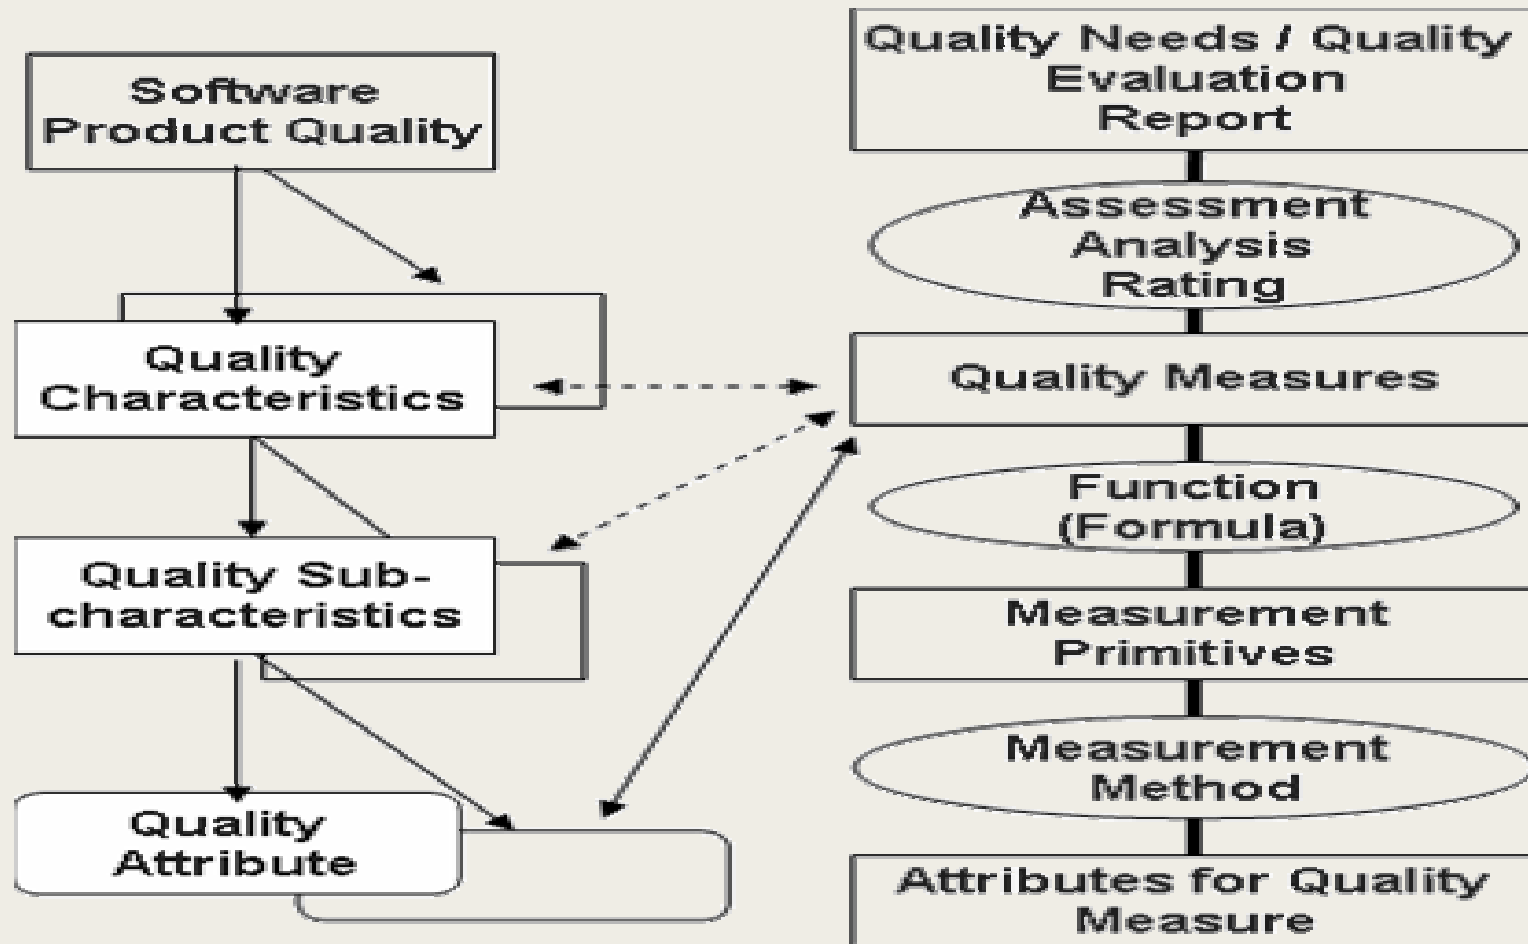 Software
Product Quality
Quality
Characteristics
Quality Sub-
characteristics
Quality
Attribute
Quality Needs / Quality
Evaluation
Report
Assessment
Analysis
Rating
Quality Measures
Function
(Formula)
Measurement
Primitives
Measurement
Method
Attributes for Quality
Measure